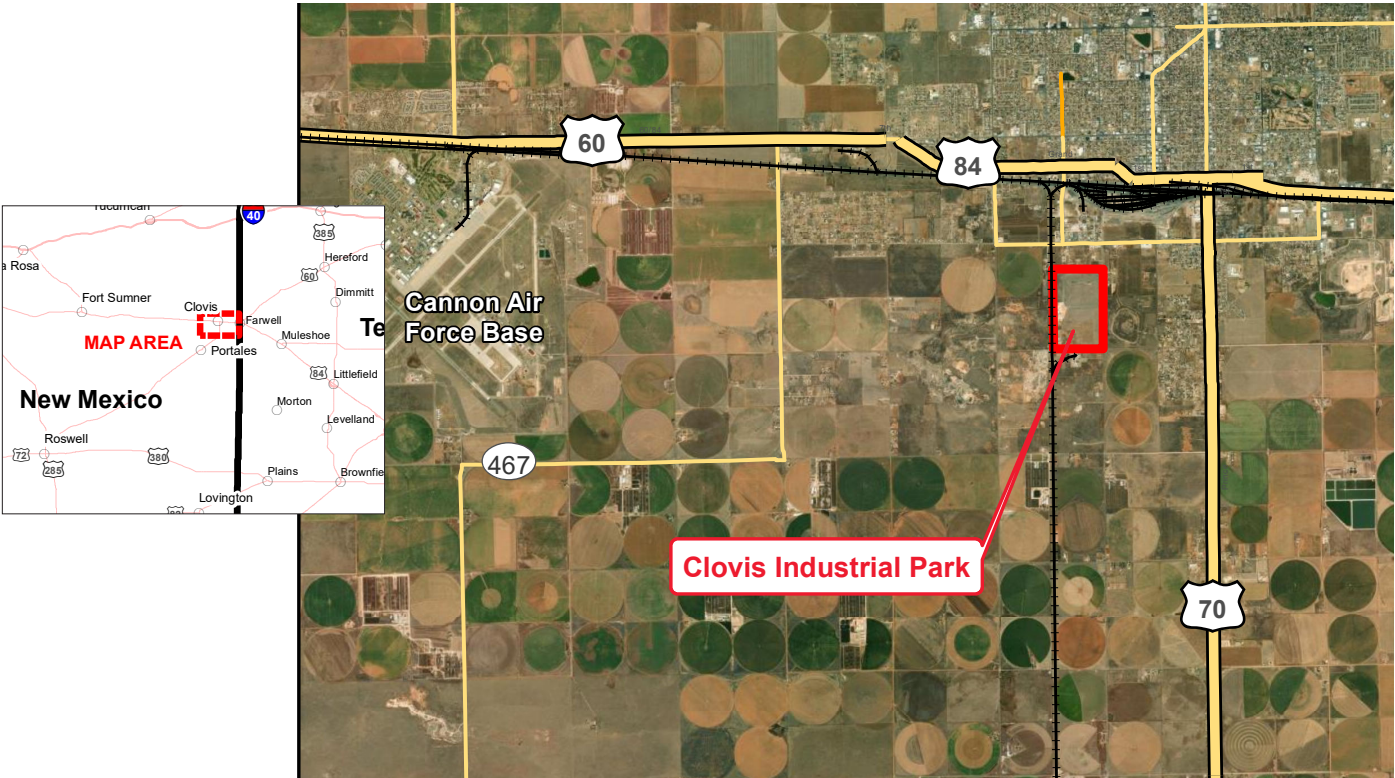 60
84
Cannon Air
Force Base
467
Clovis Industrial Park
70
40
385
a Rosa
Hereford
60
Fort Sumner
Dimmitt
Clovis
Farwell
MAP AREA
Muleshoe
Te
Portales
84
Littlefield
New Mexico
Morton
Levelland
Roswell
72
285
380
Plains
Brownfie
Lovington